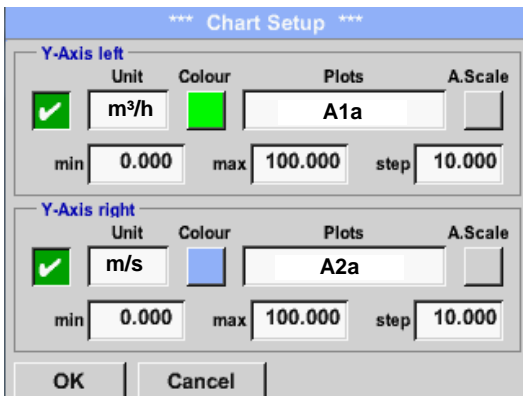 *** Chart Setup ***
Y-Axis left
Unit Colour Plots A.Scale
m³/h A1a
min 0.000 max 100.000 step 10.000
Y-Axis right
Unit Colour Plots A.Scale
m/s A2a
min 0.000 max 100.000 step 10.000
OK Cancel